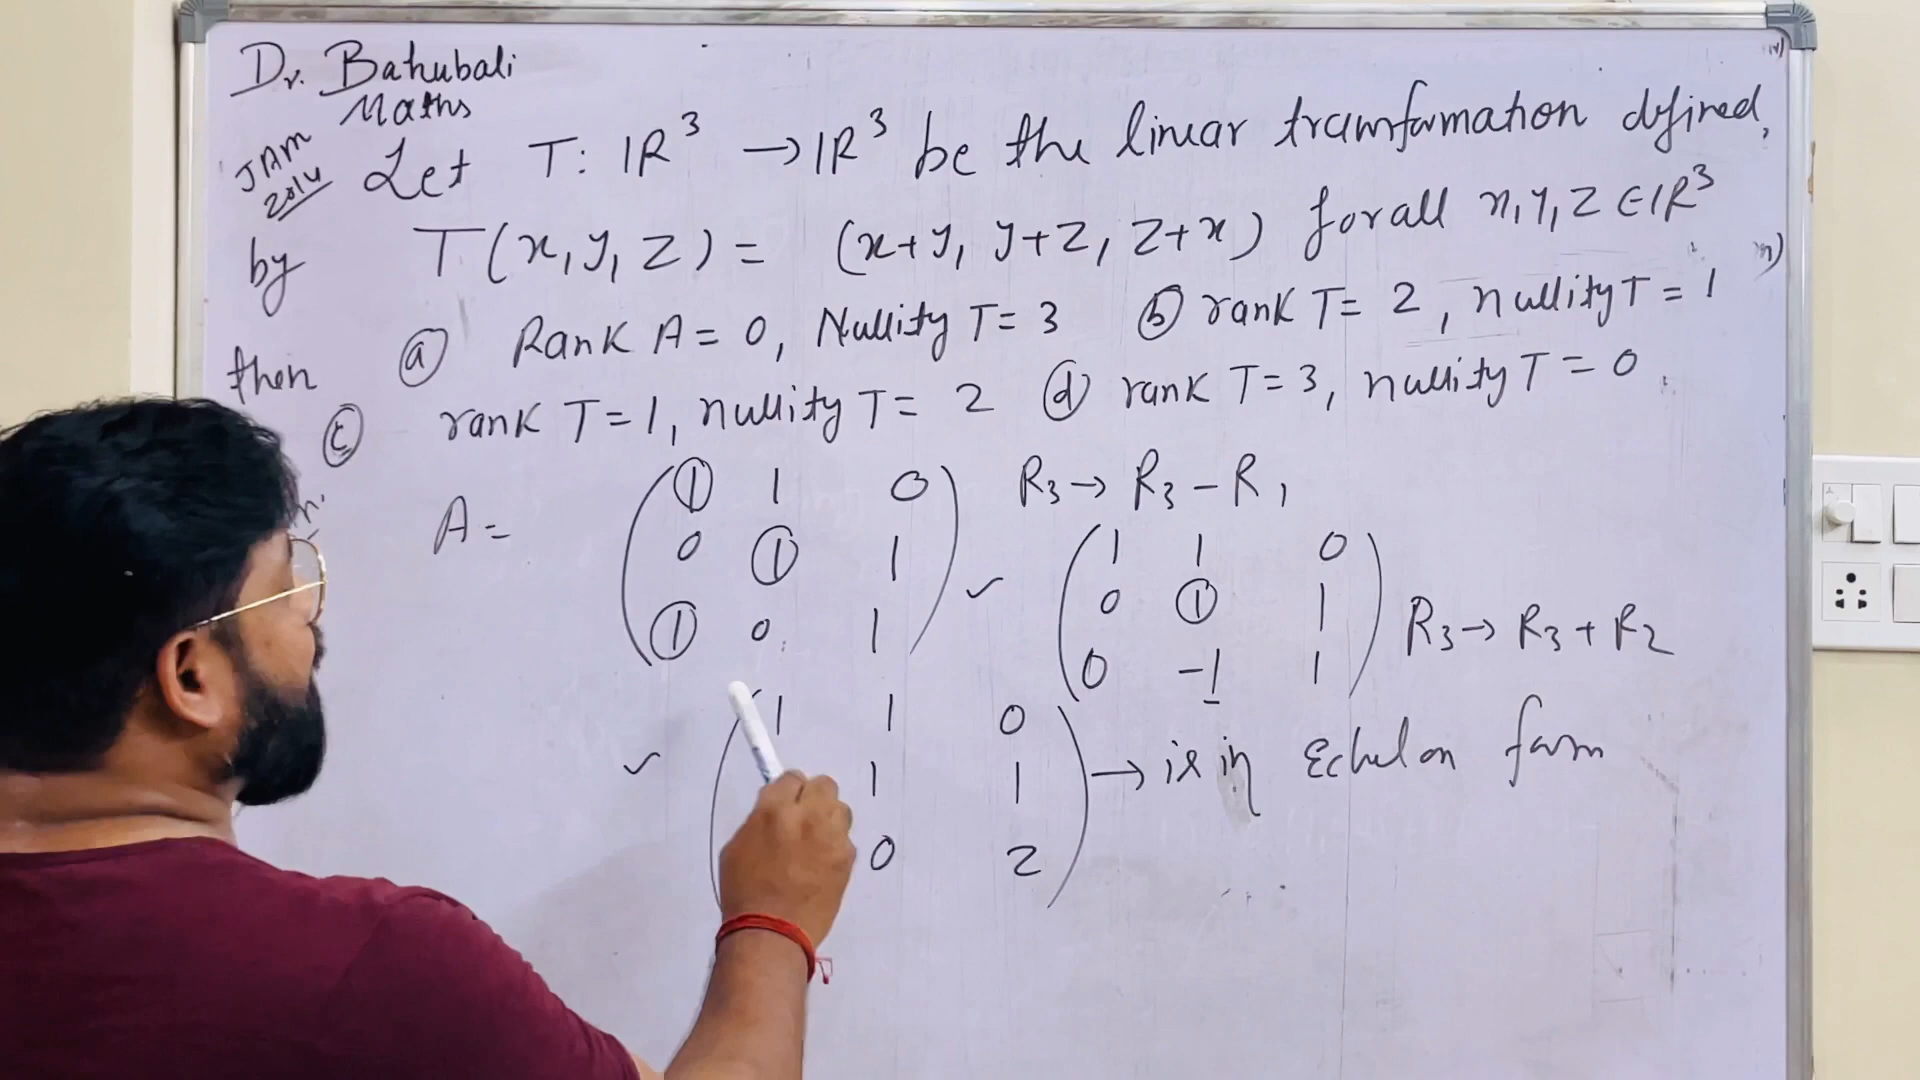 Dr. Bahubali
Maths
JAM
2014
Let T: IR³ → IR³ be the linear transformation defined,
by T(x, y, z) = (x+y, y+z, z+x) for all x, y, z ∈ IR³
then ⓐ Rank A = 0, Nullity T = 3 ⓑ rank T = 2, nullity T = 1
ⓒ rank T = 1, nullity T = 2 ⓓ rank T = 3, nullity T = 0
A = ( ① 1 0 ) R₃ → R₃ – R₁
0 ① 1
① 0 1
~ ( 1 1 0 )
0 ① 1
0 -1 1
R₃ → R₃ + R₂
~ ( 1 1 0 )
1 1
0 2
→ is in Echelon form